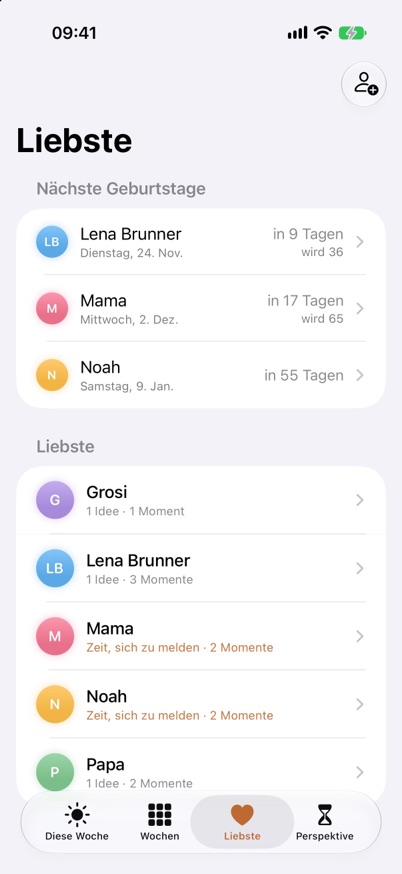 09:41
Liebste
Nächste Geburtstage
LB
Lena Brunner
Dienstag, 24. Nov.
in 9 Tagen
wird 36
M
Mama
Mittwoch, 2. Dez.
in 17 Tagen
wird 65
N
Noah
Samstag, 9. Jan.
in 55 Tagen
Liebste
G
Grosi
1 Idee · 1 Moment
LB
Lena Brunner
1 Idee · 3 Momente
M
Mama
Zeit, sich zu melden · 2 Momente
N
Noah
Zeit, sich zu melden · 2 Momente
P
Papa
1 Idee · 2 Momente
Diese Woche
Wochen
Liebste
Perspektive